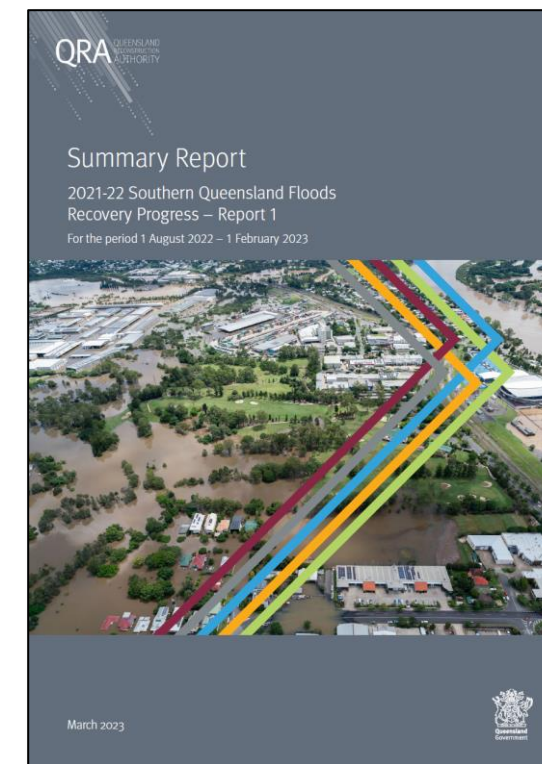 QRA QUEENSLAND
RECONSTRUCTION
AUTHORITY
Summary Report
2021-22 Southern Queensland Floods
Recovery Progress – Report 1
For the period 1 August 2022 – 1 February 2023
March 2023
Queensland
Government